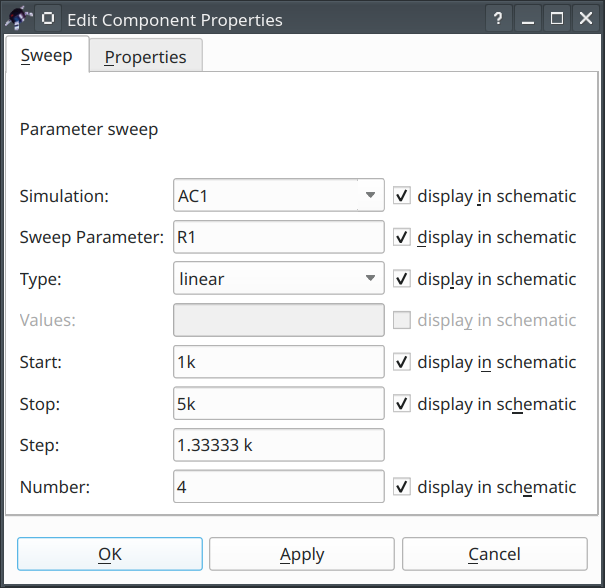 Edit Component Properties ?
Sweep Properties
Parameter sweep
Simulation: AC1 display in schematic
Sweep Parameter: R1 display in schematic
Type: linear display in schematic
Values: display in schematic
Start: 1k display in schematic
Stop: 5k display in schematic
Step: 1.33333 k
Number: 4 display in schematic
OK Apply Cancel